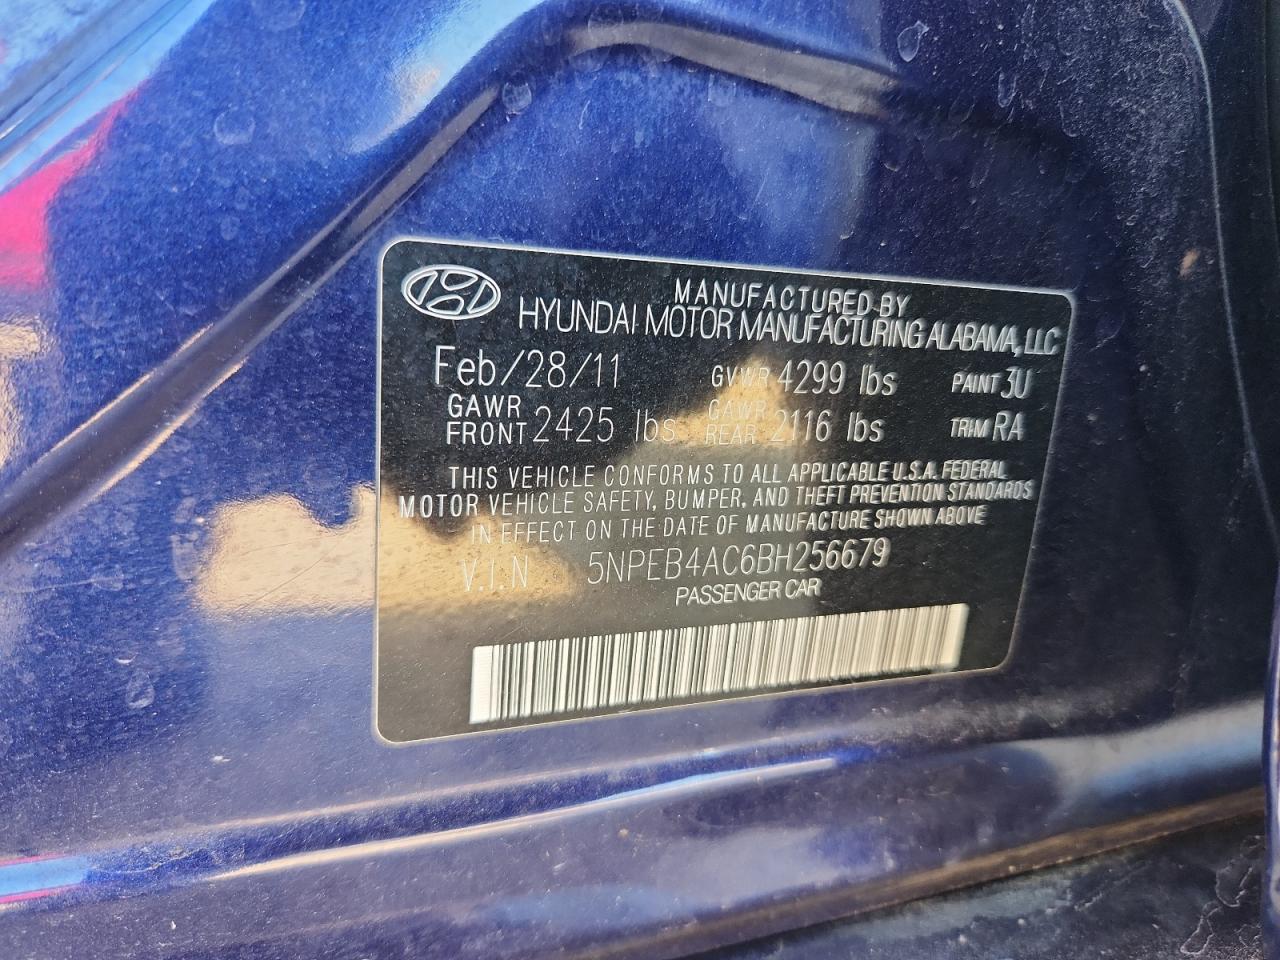 MANUFACTURED BY
HYUNDAI MOTOR MANUFACTURING ALABAMA, LLC
Feb/28/11 GVWR 4299 lbs PAINT 3U
GAWR FRONT 2425 lbs GAWR REAR 2116 lbs TRIM RA
THIS VEHICLE CONFORMS TO ALL APPLICABLE U.S.A. FEDERAL
MOTOR VEHICLE SAFETY, BUMPER, AND THEFT PREVENTION STANDARDS
IN EFFECT ON THE DATE OF MANUFACTURE SHOWN ABOVE
V.I.N 5NPEB4AC6BH256679
PASSENGER CAR